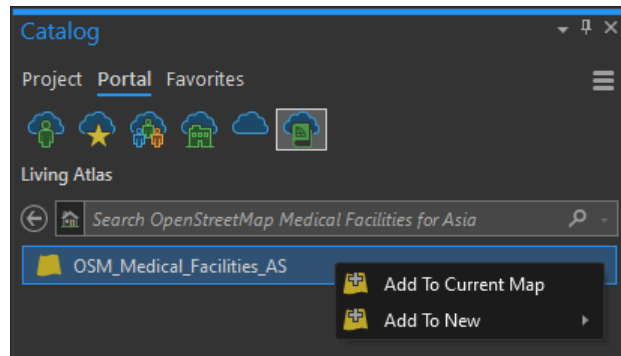 Catalog
Project Portal Favorites
Living Atlas
Search OpenStreetMap Medical Facilities for Asia
OSM_Medical_Facilities_AS
Add To Current Map
Add To New